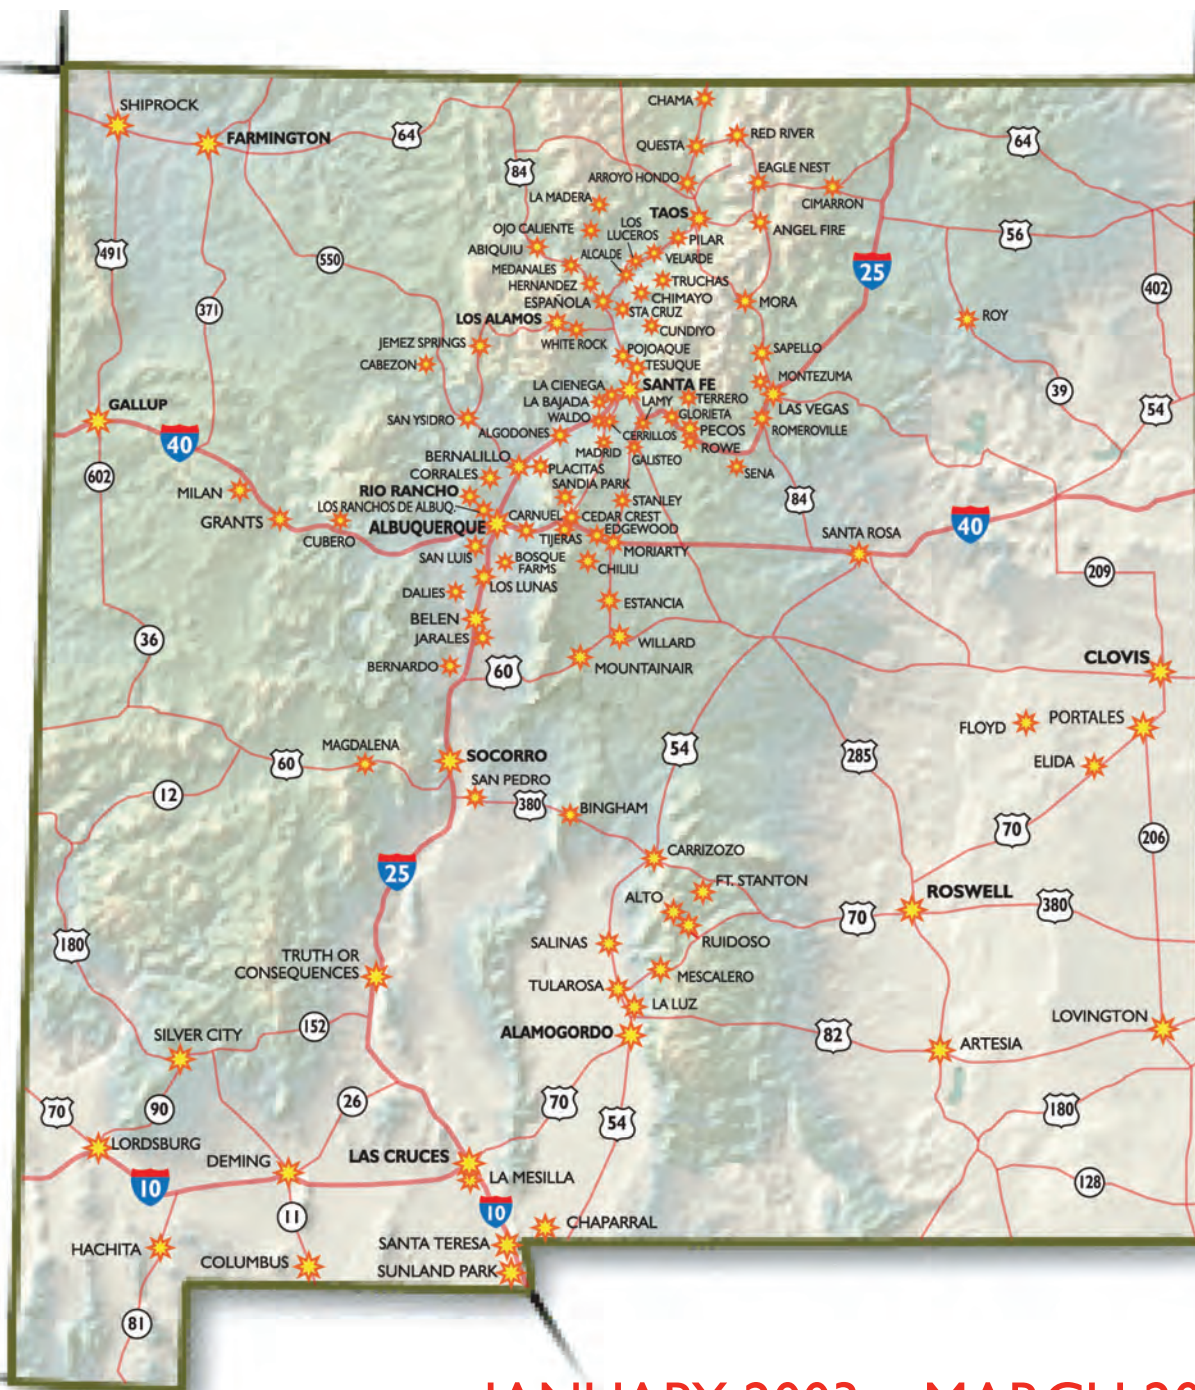 CHAMA
SHIPROCK
FARMINGTON
64
RED RIVER
QUESTA
64
84
EAGLE NEST
ARROYO HONDO
LA MADERA
CIMARRON
TAOS
LOS
LUCEROS
OJO CALIENTE
ANGEL FIRE
56
PILAR
491
ABIQUIU
ALCALDE
VELARDE
550
MEDANALES
25
TRUCHAS
HERNANDEZ
402
CHIMAYO
ESPAÑOLA
MORA
371
STA CRUZ
LOS ALAMOS
ROY
CUNDIYO
WHITE ROCK
JEMEZ SPRINGS
SAPELLO
POJOAQUE
CABEZON
TESUQUE
MONTEZUMA
LA CIENEGA
SANTA FE
39
TERRERO
LA BAJADA
LAMY
GALLUP
LAS VEGAS
54
SAN YSIDRO
WALDO
GLORIETA
ROMEROVILLE
PECOS
ALGODONES
CERRILLOS
40
ROWE
MADRID
GALISTEO
BERNALILLO
PLACITAS
SENA
602
CORRALES
SANDIA PARK
MILAN
RIO RANCHO
STANLEY
84
LOS RANCHOS DE ALBUQ.
GRANTS
CARNUEL
CEDAR CREST
ALBUQUERQUE
EDGEWOOD
40
SANTA ROSA
CUBERO
TIJERAS
MORIARTY
SAN LUIS
BOSQUE
FARMS
CHILILI
209
LOS LUNAS
DALIES
ESTANCIA
BELEN
36
JARALES
WILLARD
CLOVIS
BERNARDO
MOUNTAINAIR
60
PORTALES
FLOYD
MAGDALENA
54
SOCORRO
285
60
ELIDA
SAN PEDRO
12
380
BINGHAM
70
206
CARRIZOZO
25
FT. STANTON
ROSWELL
ALTO
380
70
180
SALINAS
RUIDOSO
TRUTH OR
CONSEQUENCES
MESCALERO
TULAROSA
LA LUZ
LOVINGTON
152
SILVER CITY
ALAMOGORDO
82
ARTESIA
26
70
90
70
180
54
LORDSBURG
LAS CRUCES
DEMING
LA MESILLA
128
10
10
11
CHAPARRAL
SANTA TERESA
HACHITA
COLUMBUS
SUNLAND PARK
81